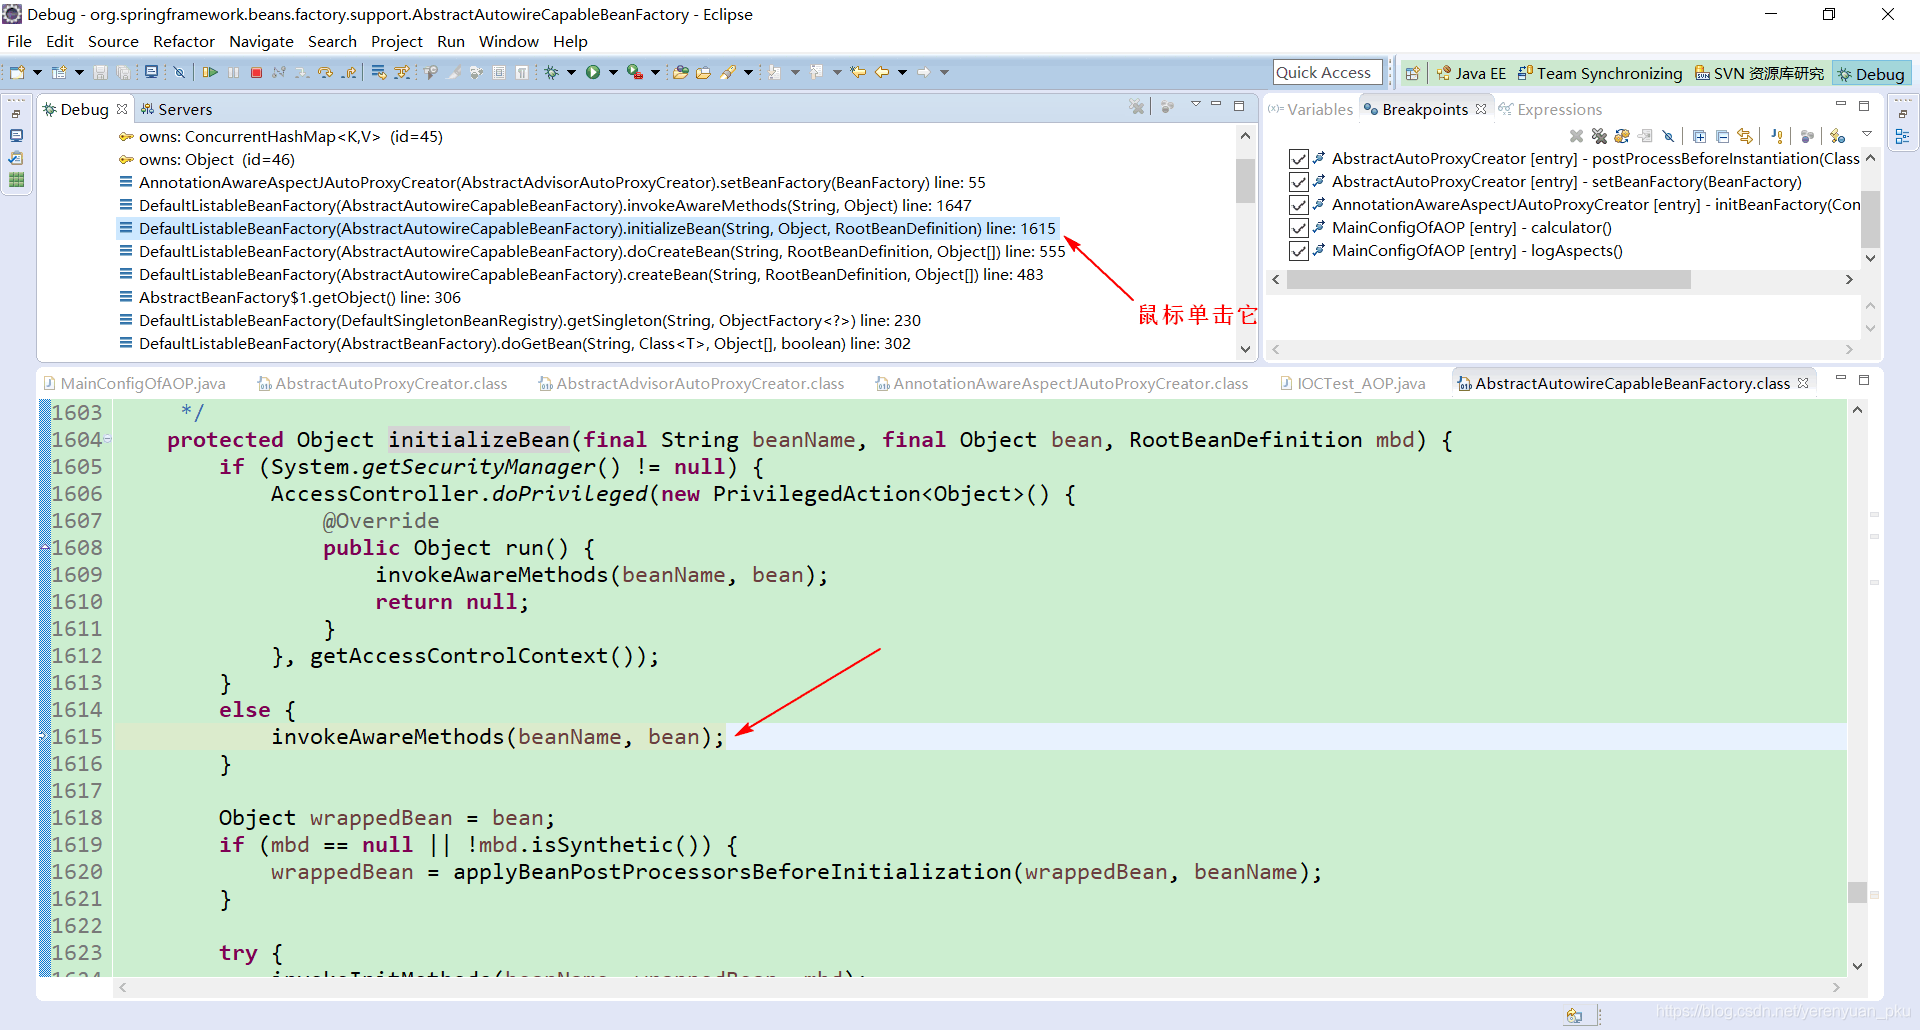 Debug - org.springframework.beans.factory.support.AbstractAutowireCapableBeanFactory - Eclipse
File Edit Source Refactor Navigate Search Project Run Window Help
Quick Access Java EE Team Synchronizing SVN 资源库研究 Debug
Debug Servers
owns: ConcurrentHashMap<K,V> (id=45)
owns: Object (id=46)
AnnotationAwareAspectJAutoProxyCreator(AbstractAdvisorAutoProxyCreator).setBeanFactory(BeanFactory) line: 55
DefaultListableBeanFactory(AbstractAutowireCapableBeanFactory).invokeAwareMethods(String, Object) line: 1647
DefaultListableBeanFactory(AbstractAutowireCapableBeanFactory).initializeBean(String, Object, RootBeanDefinition) line: 1615
DefaultListableBeanFactory(AbstractAutowireCapableBeanFactory).doCreateBean(String, RootBeanDefinition, Object[]) line: 555
DefaultListableBeanFactory(AbstractAutowireCapableBeanFactory).createBean(String, RootBeanDefinition, Object[]) line: 483
AbstractBeanFactory$1.getObject() line: 306
DefaultListableBeanFactory(DefaultSingletonBeanRegistry).getSingleton(String, ObjectFactory<?>) line: 230
DefaultListableBeanFactory(AbstractBeanFactory).doGetBean(String, Class<T>, Object[], boolean) line: 302
鼠标单击它
(x)= Variables Breakpoints Expressions
AbstractAutoProxyCreator [entry] - postProcessBeforeInstantiation(Class
AbstractAutoProxyCreator [entry] - setBeanFactory(BeanFactory)
AnnotationAwareAspectJAutoProxyCreator [entry] - initBeanFactory(Con
MainConfigOfAOP [entry] - calculator()
MainConfigOfAOP [entry] - logAspects()
MainConfigOfAOP.java AbstractAutoProxyCreator.class AbstractAdvisorAutoProxyCreator.class AnnotationAwareAspectJAutoProxyCreator.class IOCTest_AOP.java AbstractAutowireCapableBeanFactory.class
1603 */
1604 protected Object initializeBean(final String beanName, final Object bean, RootBeanDefinition mbd) {
1605 if (System.getSecurityManager() != null) {
1606 AccessController.doPrivileged(new PrivilegedAction<Object>() {
1607 @Override
1608 public Object run() {
1609 invokeAwareMethods(beanName, bean);
1610 return null;
1611 }
1612 }, getAccessControlContext());
1613 }
1614 else {
1615 invokeAwareMethods(beanName, bean);
1616 }
1617
1618 Object wrappedBean = bean;
1619 if (mbd == null || !mbd.isSynthetic()) {
1620 wrappedBean = applyBeanPostProcessorsBeforeInitialization(wrappedBean, beanName);
1621 }
1622
1623 try {
1624 invokeInitMethods(beanName, wrappedBean, mbd);
https://blog.csdn.net/yerenyuan_pku